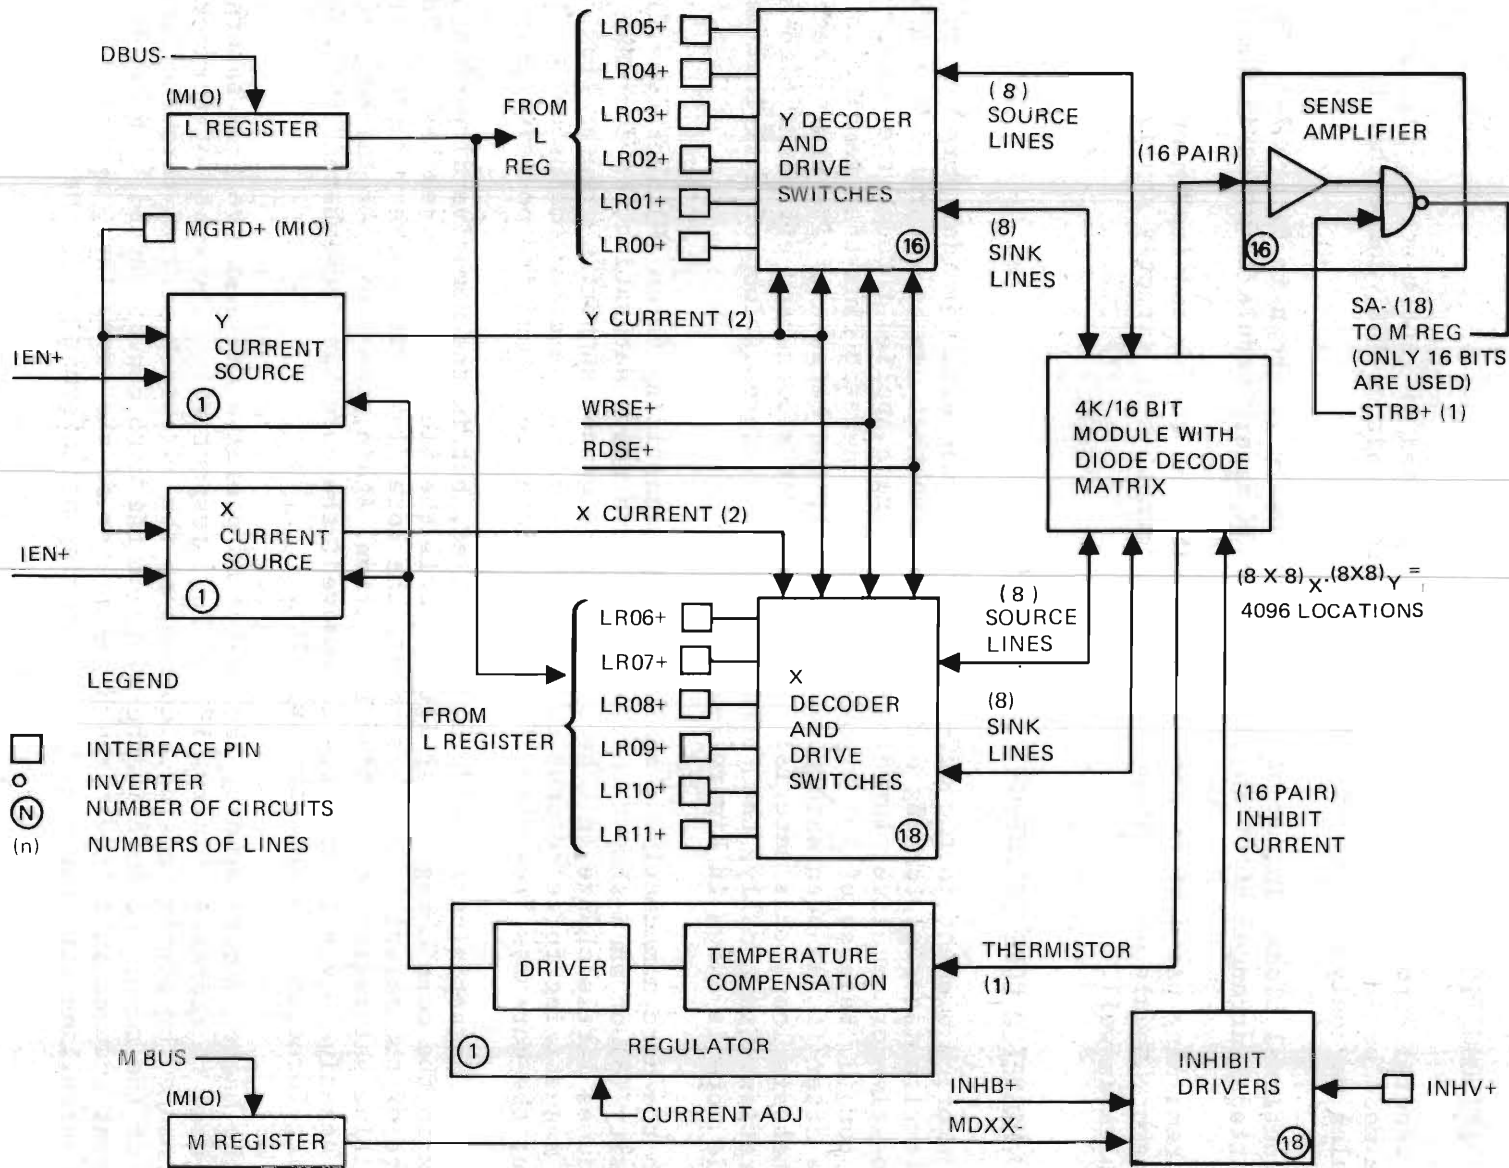 DBUS-
(MIO)
L REGISTER
FROM
L
REG
LR05+
LR04+
LR03+
LR02+
LR01+
LR00+
Y DECODER
AND
DRIVE
SWITCHES
16
(8)
SOURCE
LINES
(8)
SINK
LINES
(16 PAIR)
SENSE
AMPLIFIER
16
SA- (18)
TO M REG
(ONLY 16 BITS
ARE USED)
STRB+ (1)
MGRD+ (MIO)
IEN+
Y
CURRENT
SOURCE
1
Y CURRENT (2)
WRSE+
RDSE+
4K/16 BIT
MODULE WITH
DIODE DECODE
MATRIX
IEN+
X
CURRENT
SOURCE
1
X CURRENT (2)
(8 X 8)X.(8X8)Y =
4096 LOCATIONS
LEGEND
INTERFACE PIN
INVERTER
N NUMBER OF CIRCUITS
(n) NUMBERS OF LINES
FROM
L REGISTER
LR06+
LR07+
LR08+
LR09+
LR10+
LR11+
X
DECODER
AND
DRIVE
SWITCHES
18
(8)
SOURCE
LINES
(8)
SINK
LINES
(16 PAIR)
INHIBIT
CURRENT
DRIVER
TEMPERATURE
COMPENSATION
1
REGULATOR
THERMISTOR
(1)
CURRENT ADJ
M BUS
(MIO)
M REGISTER
INHB+
MDXX-
INHIBIT
DRIVERS
18
INHV+